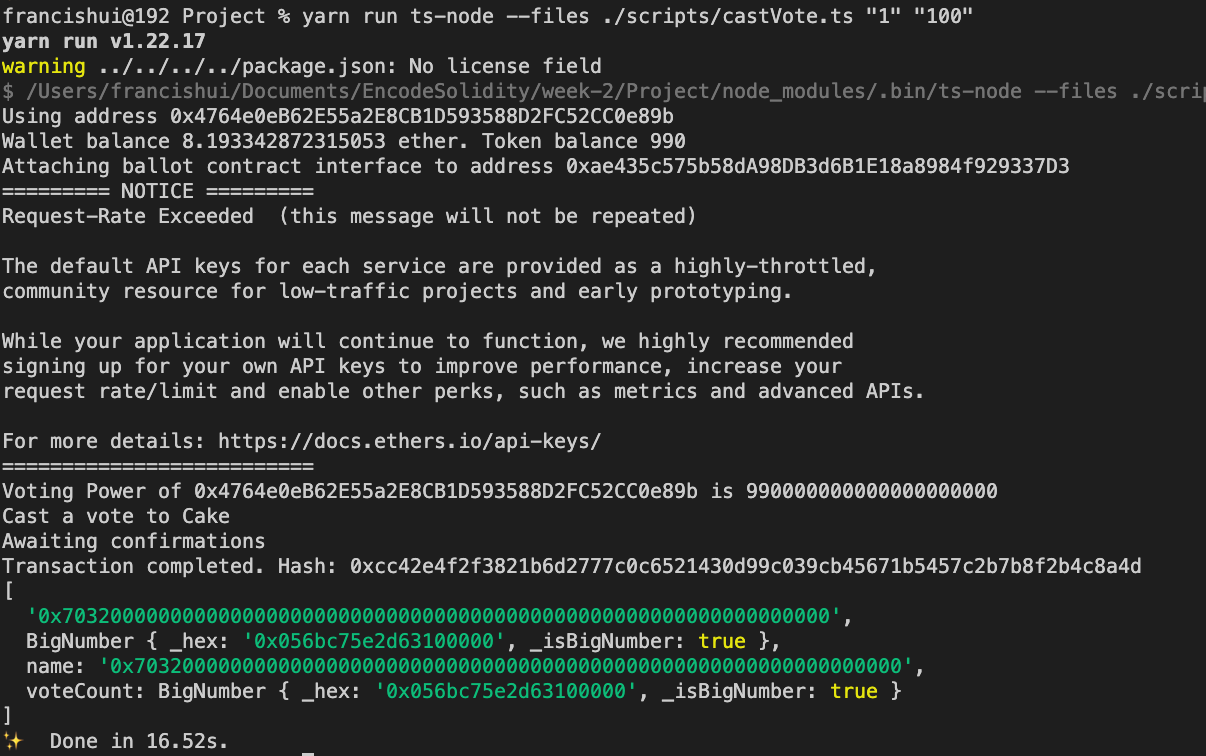 francishui@192 Project % yarn run ts-node --files ./scripts/castVote.ts "1" "100"
yarn run v1.22.17
warning ../../../../package.json: No license field
$ /Users/francishui/Documents/EncodeSolidity/week-2/Project/node_modules/.bin/ts-node --files ./scrip
Using address 0x4764e0eB62E55a2E8CB1D593588D2FC52CC0e89b
Wallet balance 8.193342872315053 ether. Token balance 990
Attaching ballot contract interface to address 0xae435c575b58dA98DB3d6B1E18a8984f929337D3
========= NOTICE =========
Request-Rate Exceeded  (this message will not be repeated)
The default API keys for each service are provided as a highly-throttled,
community resource for low-traffic projects and early prototyping.
While your application will continue to function, we highly recommended
signing up for your own API keys to improve performance, increase your
request rate/limit and enable other perks, such as metrics and advanced APIs.
For more details: https://docs.ethers.io/api-keys/
==========================
Voting Power of 0x4764e0eB62E55a2E8CB1D593588D2FC52CC0e89b is 990000000000000000000
Cast a vote to Cake
Awaiting confirmations
Transaction completed. Hash: 0xcc42e4f2f3821b6d2777c0c6521430d99c039cb45671b5457c2b7b8f2b4c8a4d
[
'0x7032000000000000000000000000000000000000000000000000000000000000',
BigNumber { _hex: '0x056bc75e2d63100000', _isBigNumber: true },
name: '0x7032000000000000000000000000000000000000000000000000000000000000',
voteCount: BigNumber { _hex: '0x056bc75e2d63100000', _isBigNumber: true }
]
✨  Done in 16.52s.